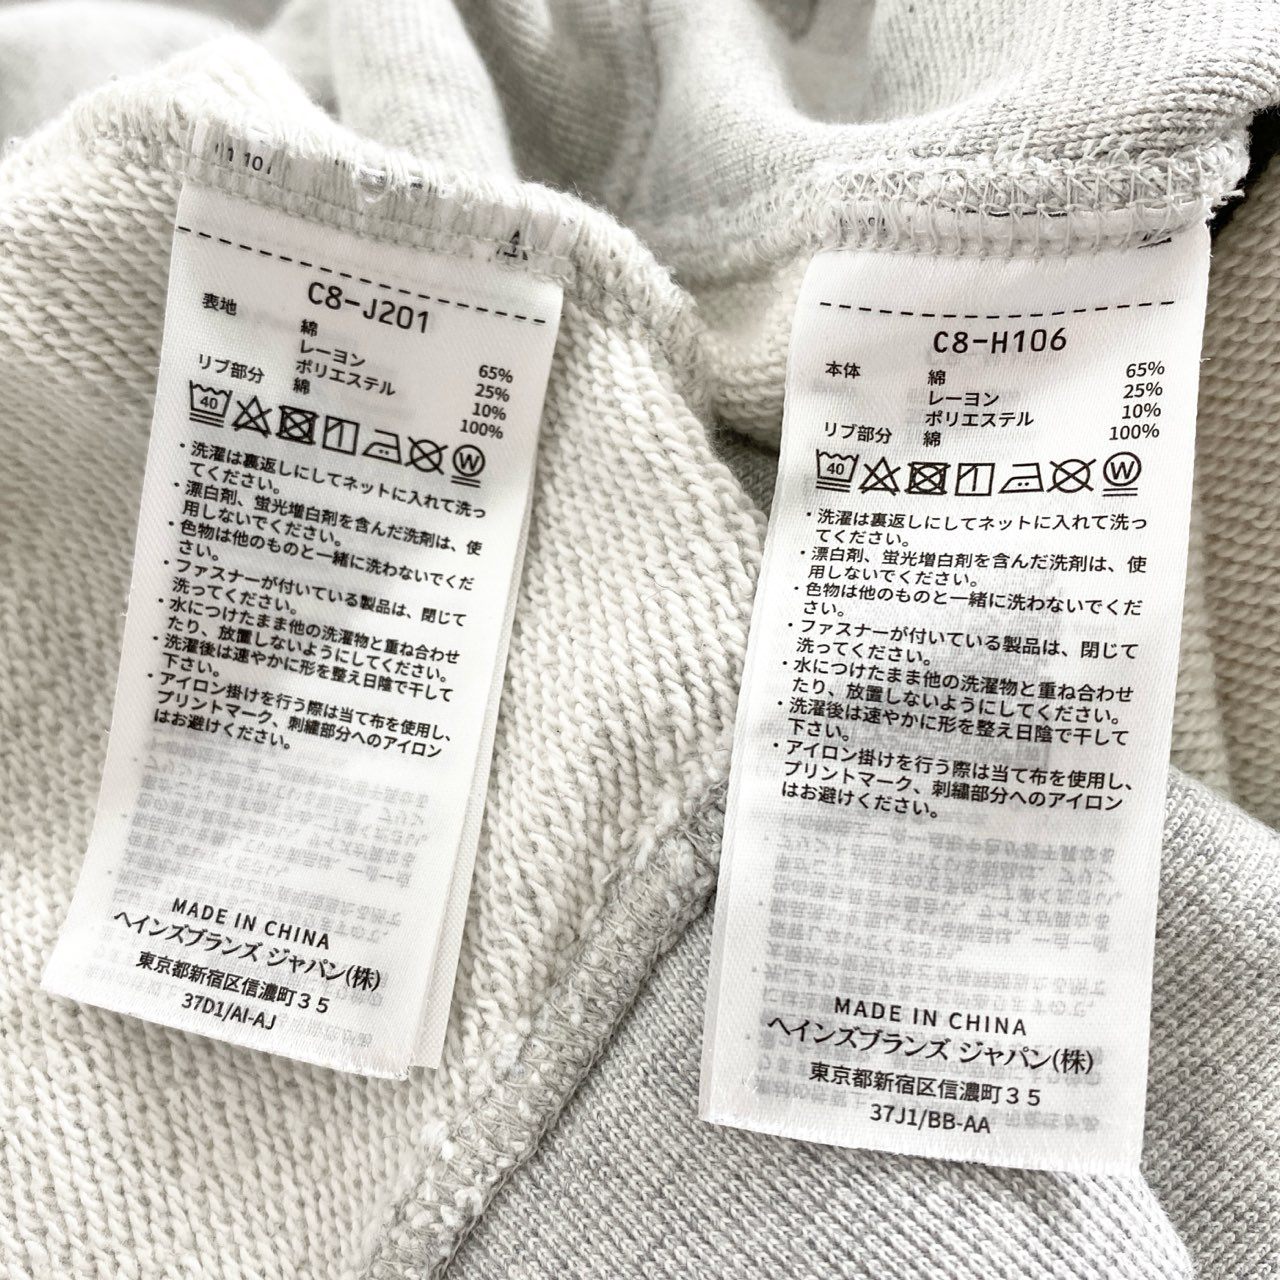 C8-J201
表地 綿 65%
レーヨン 25%
ポリエステル 10%
リブ部分 綿 100%
40
W
・洗濯は裏返しにしてネットに入れて洗っ
てください。
・漂白剤、蛍光増白剤を含んだ洗剤は、使
用しないでください。
・色物は他のものと一緒に洗わないでくだ
さい。
・ファスナーが付いている製品は、閉じて
洗ってください。
・水につけたまま他の洗濯物と重ね合わせ
たり、放置しないようにしてください。
・洗濯後は速やかに形を整え日陰で干して
下さい。
・アイロン掛けを行う際は当て布を使用し、
プリントマーク、刺繍部分へのアイロン
はお避けください。
MADE IN CHINA
ヘインズブランズ ジャパン(株)
東京都新宿区信濃町35
37D1/AI-AJ
C8-H106
本体 綿 65%
レーヨン 25%
ポリエステル 10%
リブ部分 綿 100%
40
W
・洗濯は裏返しにしてネットに入れて洗っ
てください。
・漂白剤、蛍光増白剤を含んだ洗剤は、使
用しないでください。
・色物は他のものと一緒に洗わないでくだ
さい。
・ファスナーが付いている製品は、閉じて
洗ってください。
・水につけたまま他の洗濯物と重ね合わせ
たり、放置しないようにしてください。
・洗濯後は速やかに形を整え日陰で干して
下さい。
・アイロン掛けを行う際は当て布を使用し、
プリントマーク、刺繍部分へのアイロン
はお避けください。
MADE IN CHINA
ヘインズブランズ ジャパン(株)
東京都新宿区信濃町35
37J1/BB-AA